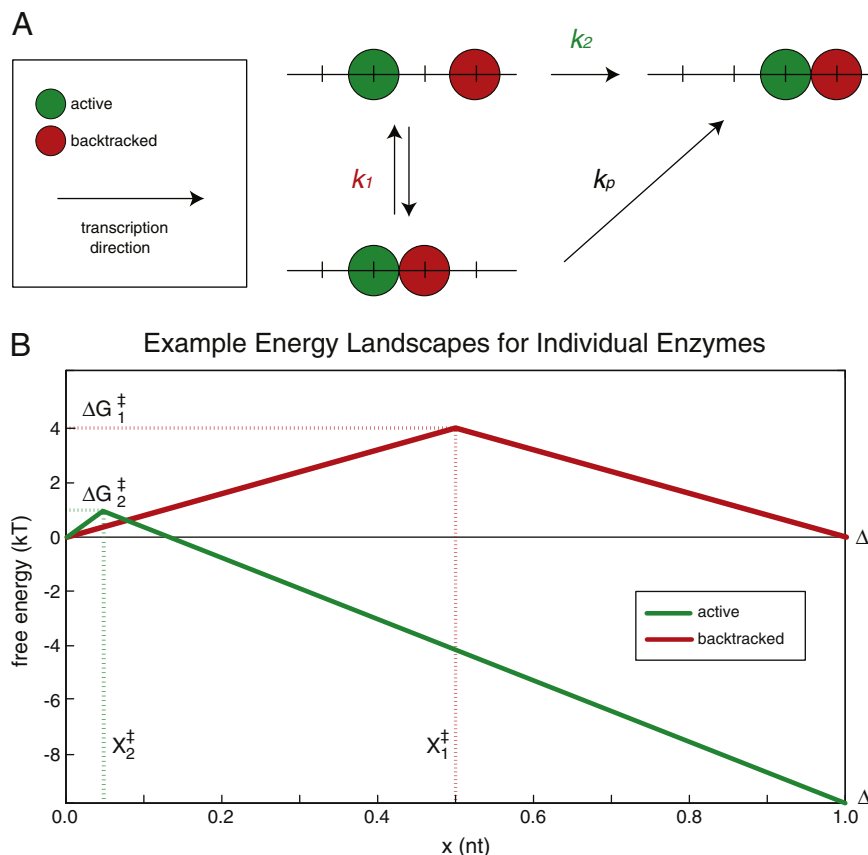 A
active
backtracked
transcription
direction
k2
k1
kp
B
Example Energy Landscapes for Individual Enzymes
ΔG‡1
ΔG‡2
4
2
0
-2
-4
-6
-8
free energy (kT)
Δ
active
backtracked
X‡2
X‡1
Δ
0.0
0.2
0.4
0.6
0.8
1.0
x (nt)